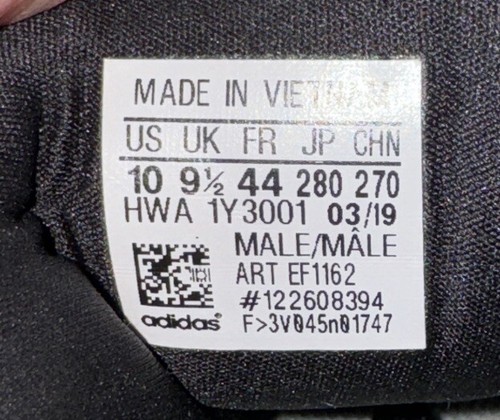 MADE IN VIETNAM
US UK FR JP CHN
10 9½ 44 280 270
HWA 1Y3001 03/19
MALE/MÂLE
ART EF1162
#122608394
adidas® F>3V045n01747